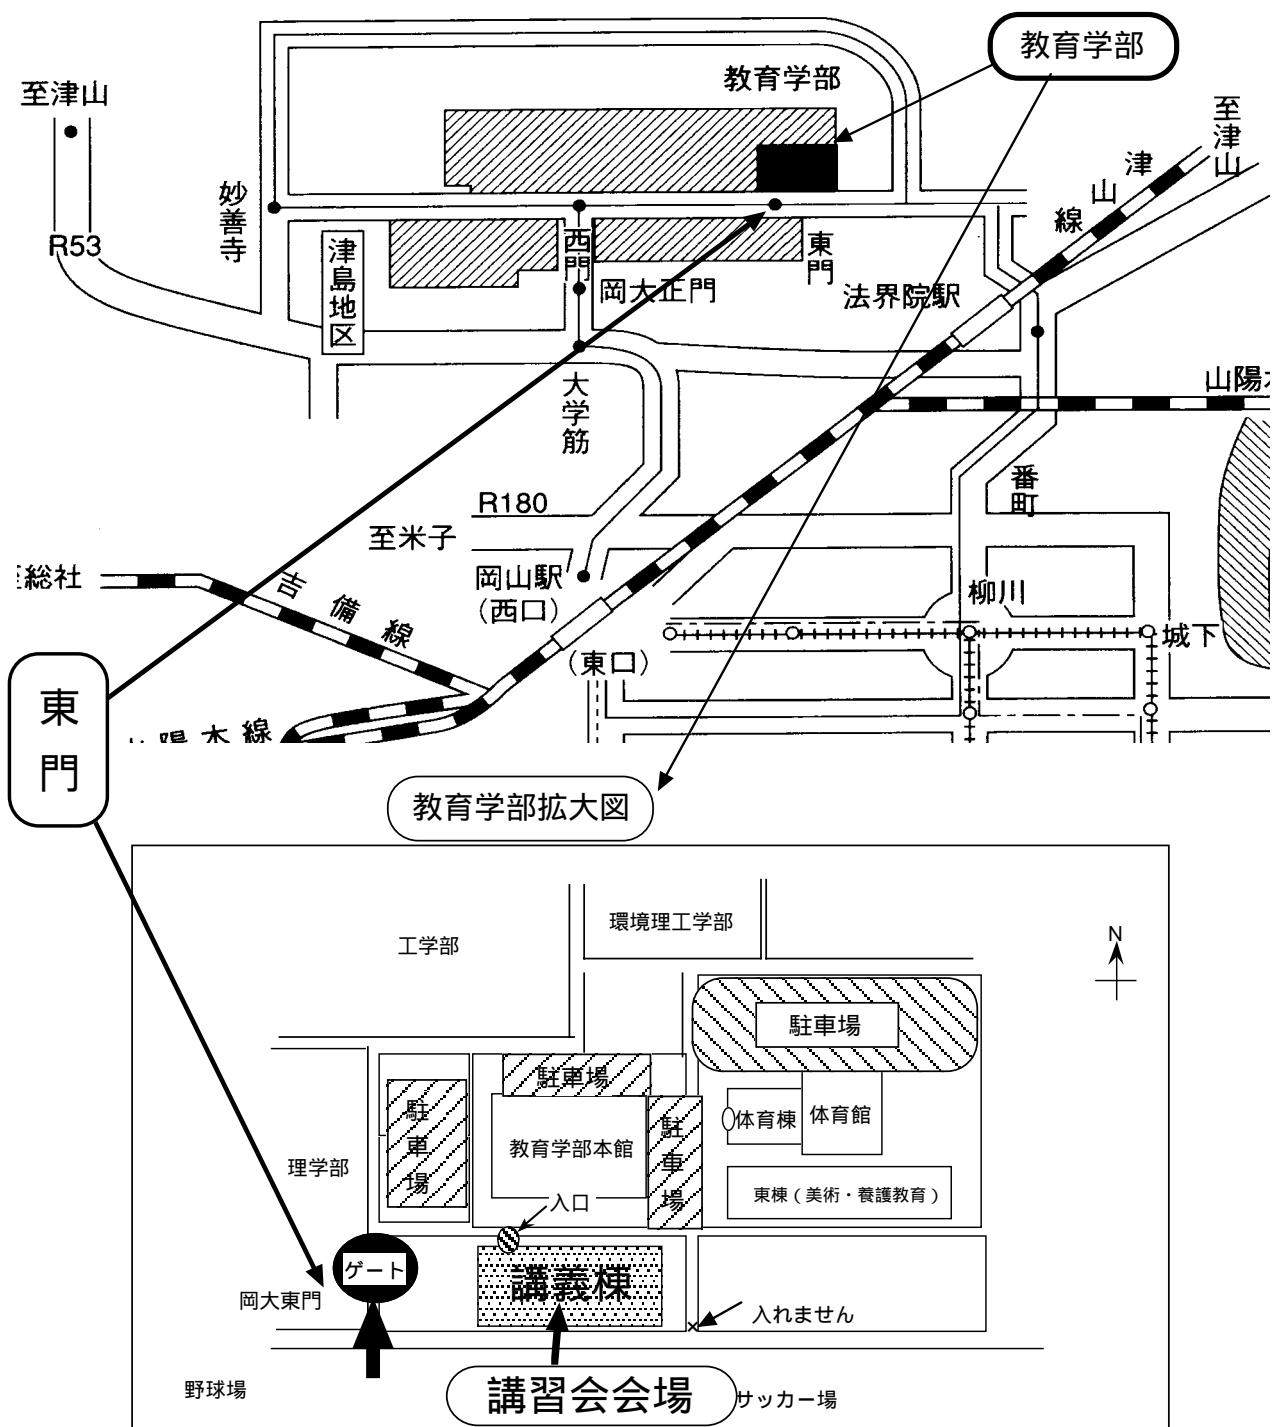 教育学部
教育学部
至津山
至津山
津山線
妙善寺
R53
津島地区
西門
東門
岡大正門
法界院駅
山陽
大学筋
番町
R180
至米子
総社
岡山駅
(西口)
吉備線
柳川
城下
(東口)
東門
陽本線
教育学部拡大図
環境理工学部
工学部
N
駐車場
駐車場
駐車場
駐車場
体育棟
体育館
教育学部本館
理学部
東棟(美術・養護教育)
入口
ゲート
講義棟
岡大東門
入れません
講習会会場
野球場
サッカー場